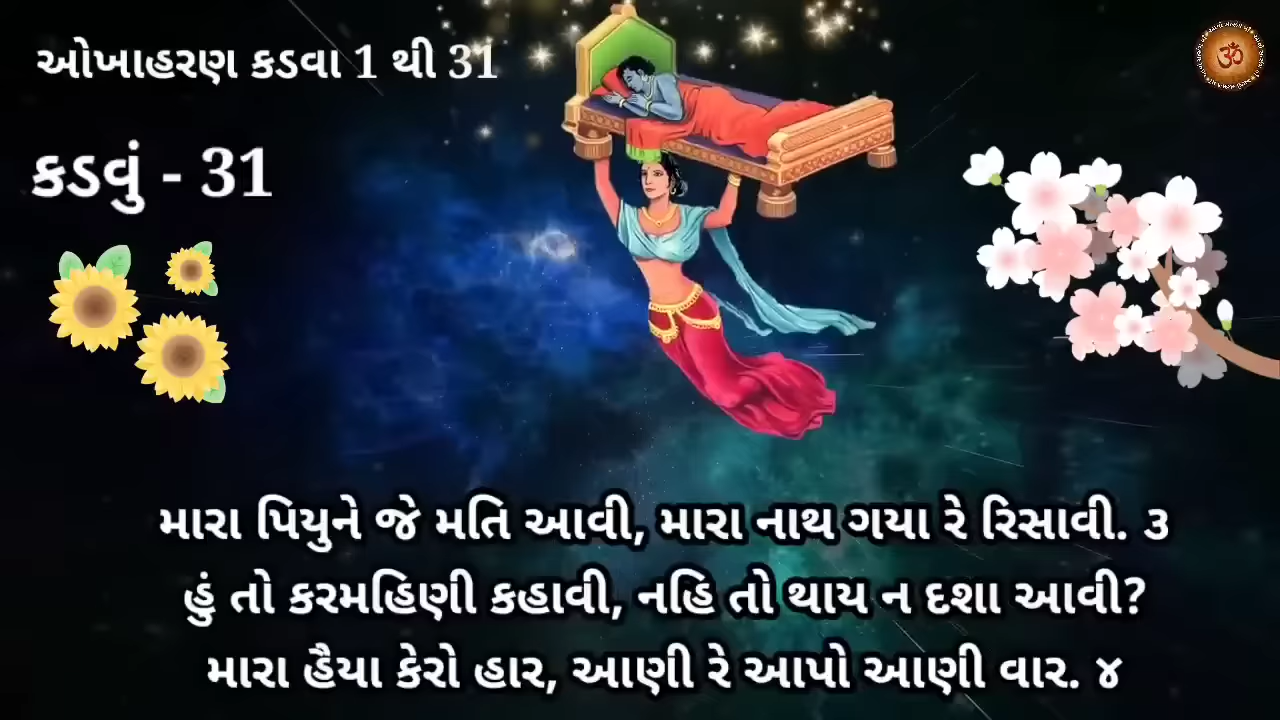 ઓખાહરણ કડવા 1 થી 31
કડવું - 31
ૐ
મારા પિયુને જે મતિ આવી, મારા નાથ ગયા રે રિસાવી. ૩
હું તો કરમહિણી કહાવી, નહિ તો થાય ન દશા આવી?
મારા હૈયા કેરો હાર, આણી રે આપો આણી વાર. ૪